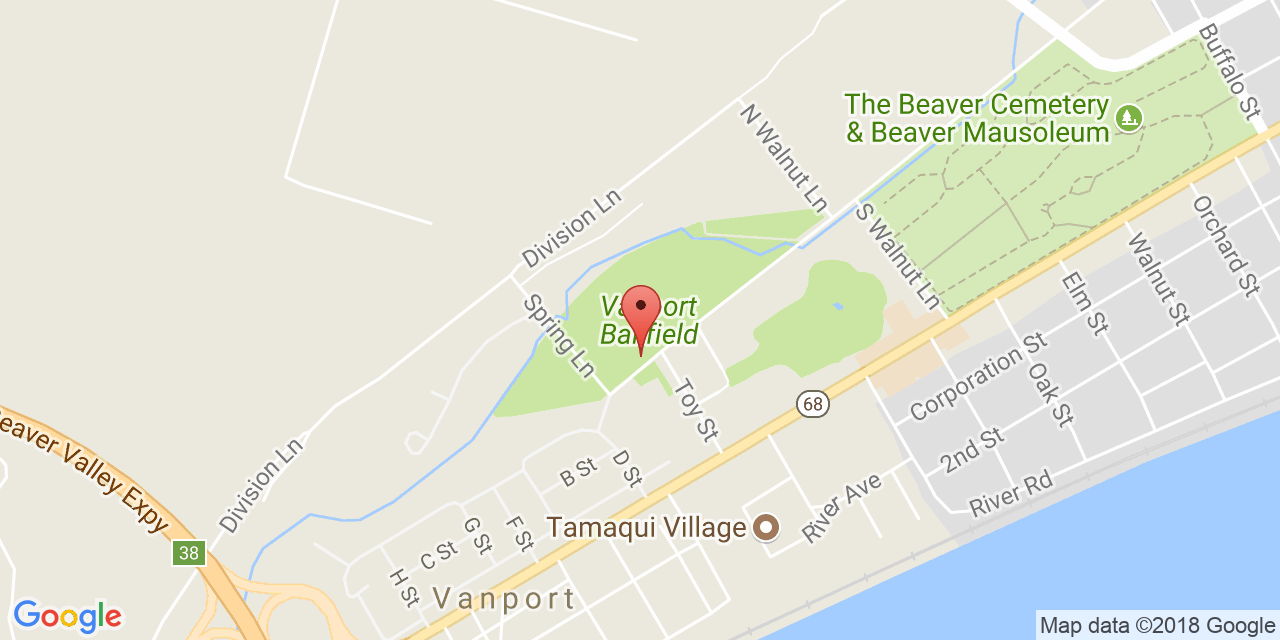 Buffalo St
The Beaver Cemetery
& Beaver Mausoleum
N Walnut Ln
Division Ln
S Walnut Ln
Orchard St
Walnut St
Elm St
Vanport
Ballfield
Spring Ln
Corporation St
Oak St
Toy St
68
2nd St
River Rd
Beaver Valley Expy
Division Ln
B St
D St
River Ave
Tamaqui Village
F St
G St
C St
H St
38
Vanport
Google
Map data ©2018 Google